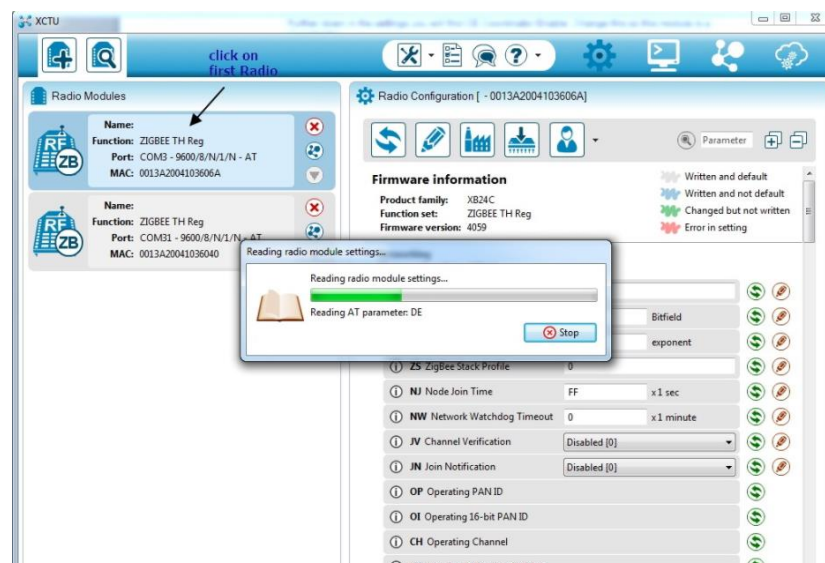 XCTU
click on
first Radio
Radio Modules
Name:
Function: ZIGBEE TH Reg
Port: COM3 - 9600/8/N/1/N - AT
MAC: 0013A2004103606A
Name:
Function: ZIGBEE TH Reg
Port: COM31 - 9600/8/N/1/N - AT
MAC: 0013A20041036040
RF
ZB
RF
ZB
Radio Configuration [ - 0013A2004103606A]
Parameter
Firmware information
Product family: XB24C
Function set: ZIGBEE TH Reg
Firmware version: 4059
Written and default
Written and not default
Changed but not written
Error in setting
Reading radio module settings...
Reading radio module settings...
Reading AT parameter: DE
Stop
Bitfield
exponent
ZS ZigBee Stack Profile 0
NJ Node Join Time FF x 1 sec
NW Network Watchdog Timeout 0 x 1 minute
JV Channel Verification Disabled [0]
JN Join Notification Disabled [0]
OP Operating PAN ID
OI Operating 16-bit PAN ID
CH Operating Channel